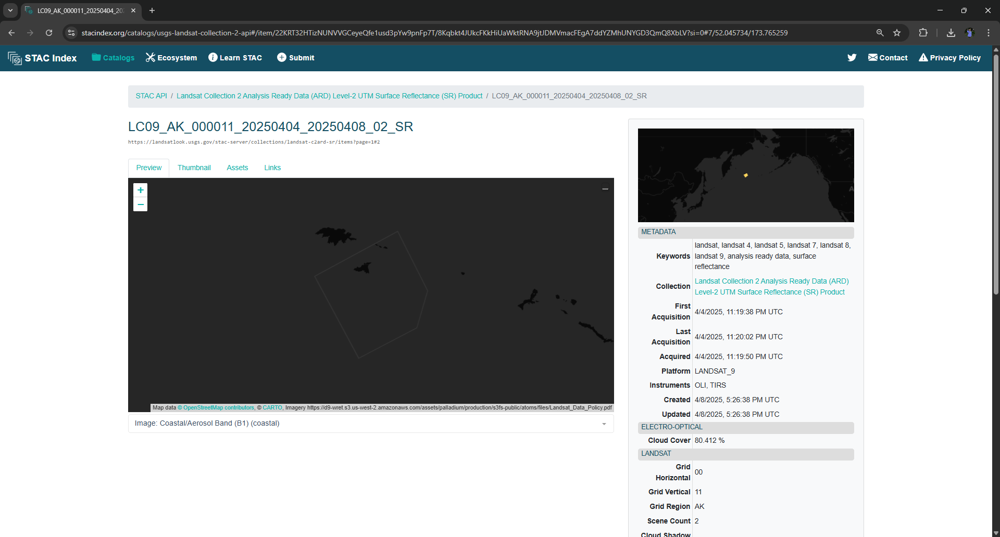 LC09_AK_000011_20250404_20
stacindex.org/catalogs/usgs-landsat-collection-2-api#/item/22KRT32HTizNUNVVGCeyeQfe1usd3pYw9pnFp7T/8Kqbkt4JUkcFKkHiUaWktRNA9jtJDMVmacFEgA7ddYZMhUNYGD3QmQ8XbLV?si=0#7/52.045734/173.765259
STAC Index Catalogs Ecosystem Learn STAC Submit Contact Privacy Policy
STAC API / Landsat Collection 2 Analysis Ready Data (ARD) Level-2 UTM Surface Reflectance (SR) Product / LC09_AK_000011_20250404_20250408_02_SR
LC09_AK_000011_20250404_20250408_02_SR
https://landsatlook.usgs.gov/stac-server/collections/landsat-c2ard-sr/items?page=1#2
Preview Thumbnail Assets Links
+
−
Map data © OpenStreetMap contributors, © CARTO, Imagery https://d9-wret.s3.us-west-2.amazonaws.com/assets/palladium/production/s3fs-public/atoms/files/Landsat_Data_Policy.pdf
Image: Coastal/Aerosol Band (B1) (coastal)
A
METADATA
Keywords landsat, landsat 4, landsat 5, landsat 7, landsat 8,
landsat 9, analysis ready data, surface
reflectance
Collection Landsat Collection 2 Analysis Ready Data (ARD)
Level-2 UTM Surface Reflectance (SR) Product
First
Acquisition 4/4/2025, 11:19:38 PM UTC
Last
Acquisition 4/4/2025, 11:20:02 PM UTC
Acquired 4/4/2025, 11:19:50 PM UTC
Platform LANDSAT_9
Instruments OLI, TIRS
Created 4/8/2025, 5:26:38 PM UTC
Updated 4/8/2025, 5:26:38 PM UTC
ELECTRO-OPTICAL
Cloud Cover 80.412 %
LANDSAT
Grid
Horizontal 00
Grid Vertical 11
Grid Region AK
Scene Count 2
Cloud Shadow